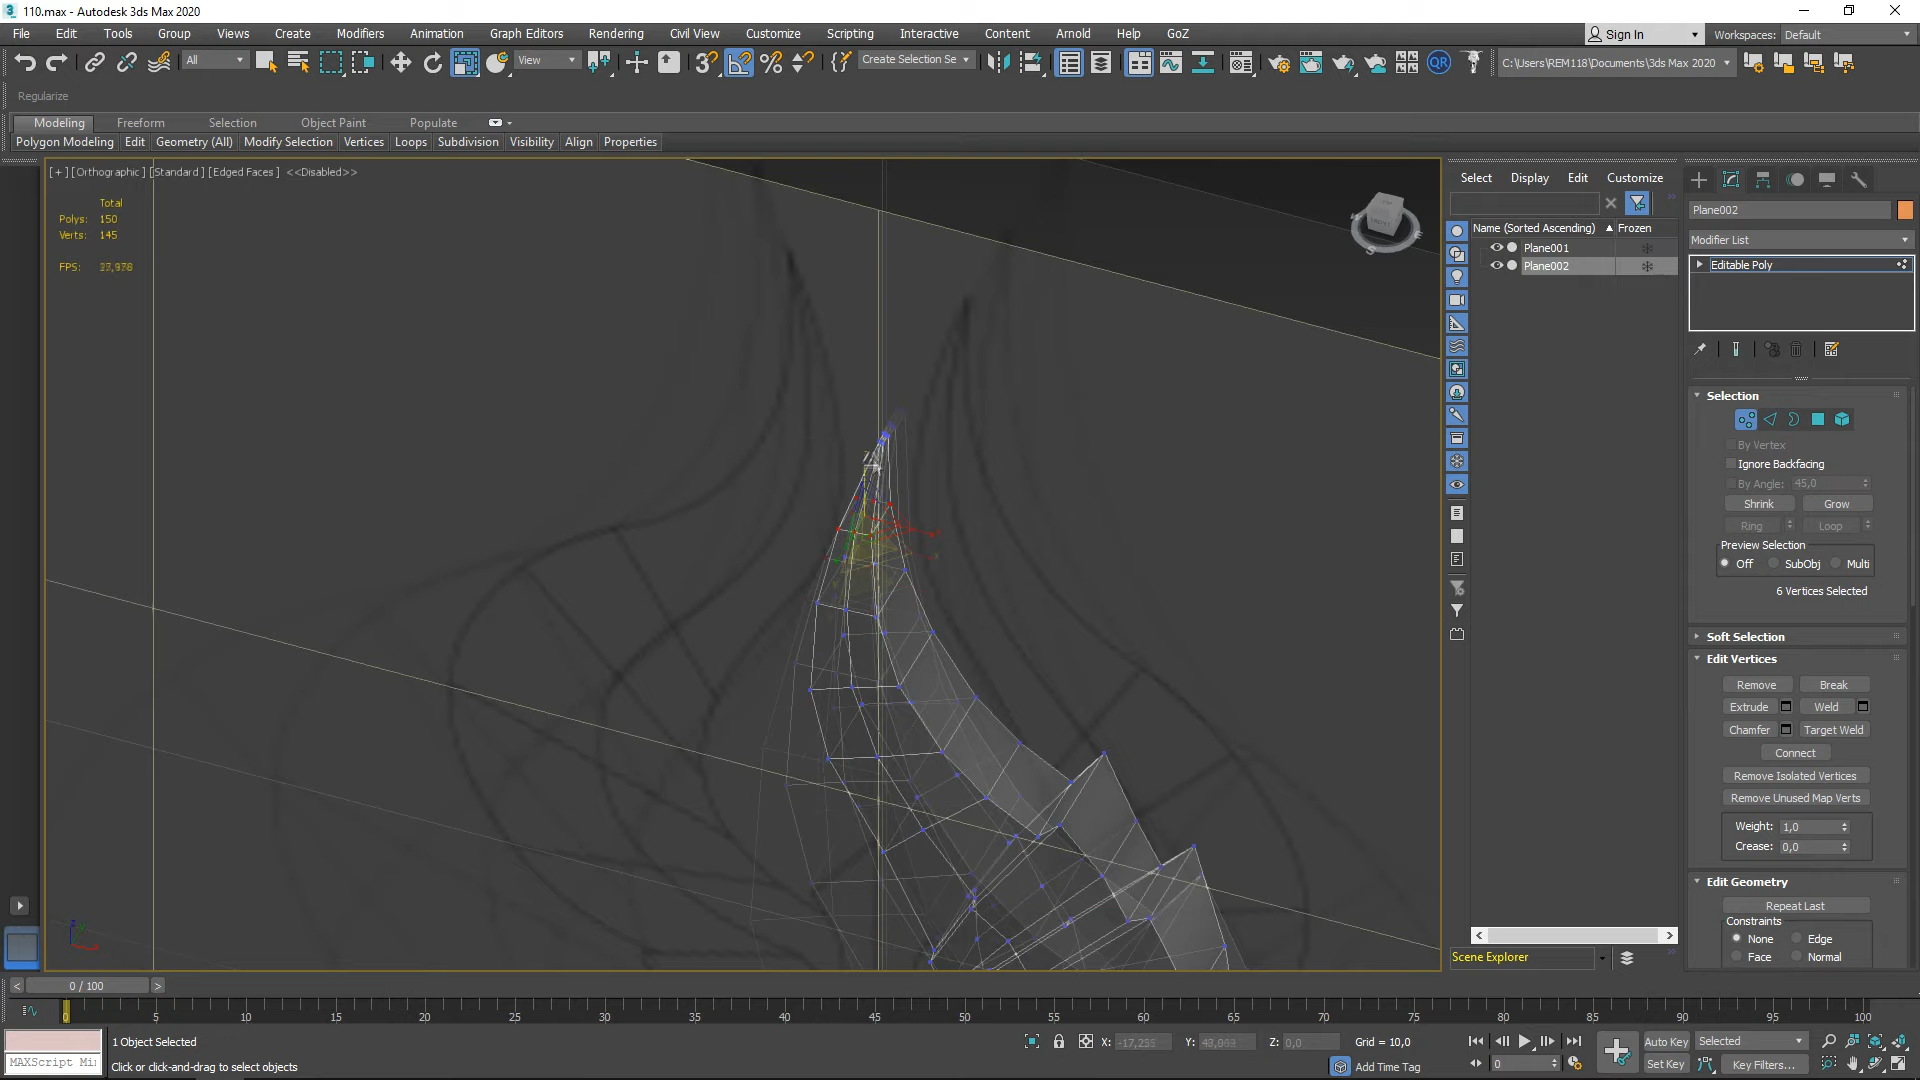 110.max - Autodesk 3ds Max 2020
File Edit Tools Group Views Create Modifiers Animation Graph Editors Rendering Civil View Customize Scripting Interactive Content Arnold Help GoZ
Sign In Workspaces: Default
All View Create Selection Se QR C:\Users\REM118\Documents\3ds Max 2020
Regularize
Modeling Freeform Selection Object Paint Populate
Polygon Modeling Edit Geometry (All) Modify Selection Vertices Loops Subdivision Visibility Align Properties
[ + ] [Orthographic ] [Standard ] [Edged Faces ] <<Disabled>>
Total
Polys: 150
Verts: 145
FPS:
Select Display Edit Customize
Name (Sorted Ascending) Frozen
Plane001
Plane002
Scene Explorer
Plane002
Modifier List
Editable Poly
Selection
By Vertex
Ignore Backfacing
By Angle: 45,0
Shrink Grow
Ring Loop
Preview Selection
Off SubObj Multi
6 Vertices Selected
Soft Selection
Edit Vertices
Remove Break
Extrude Weld
Chamfer Target Weld
Connect
Remove Isolated Vertices
Remove Unused Map Verts
Weight: 1,0
Crease: 0,0
Edit Geometry
Repeat Last
Constraints
None Edge
Face Normal
< 0 / 100 >
0 5 10 15 20 25 30 35 40 45 50 55 60 65 70 75 80 85 90 95 100
1 Object Selected
X: Y: Z: 0,0 Grid = 10,0
Auto Key Selected
MAXScript Mi
Click or click-and-drag to select objects
Add Time Tag
0
Set Key Key Filters...